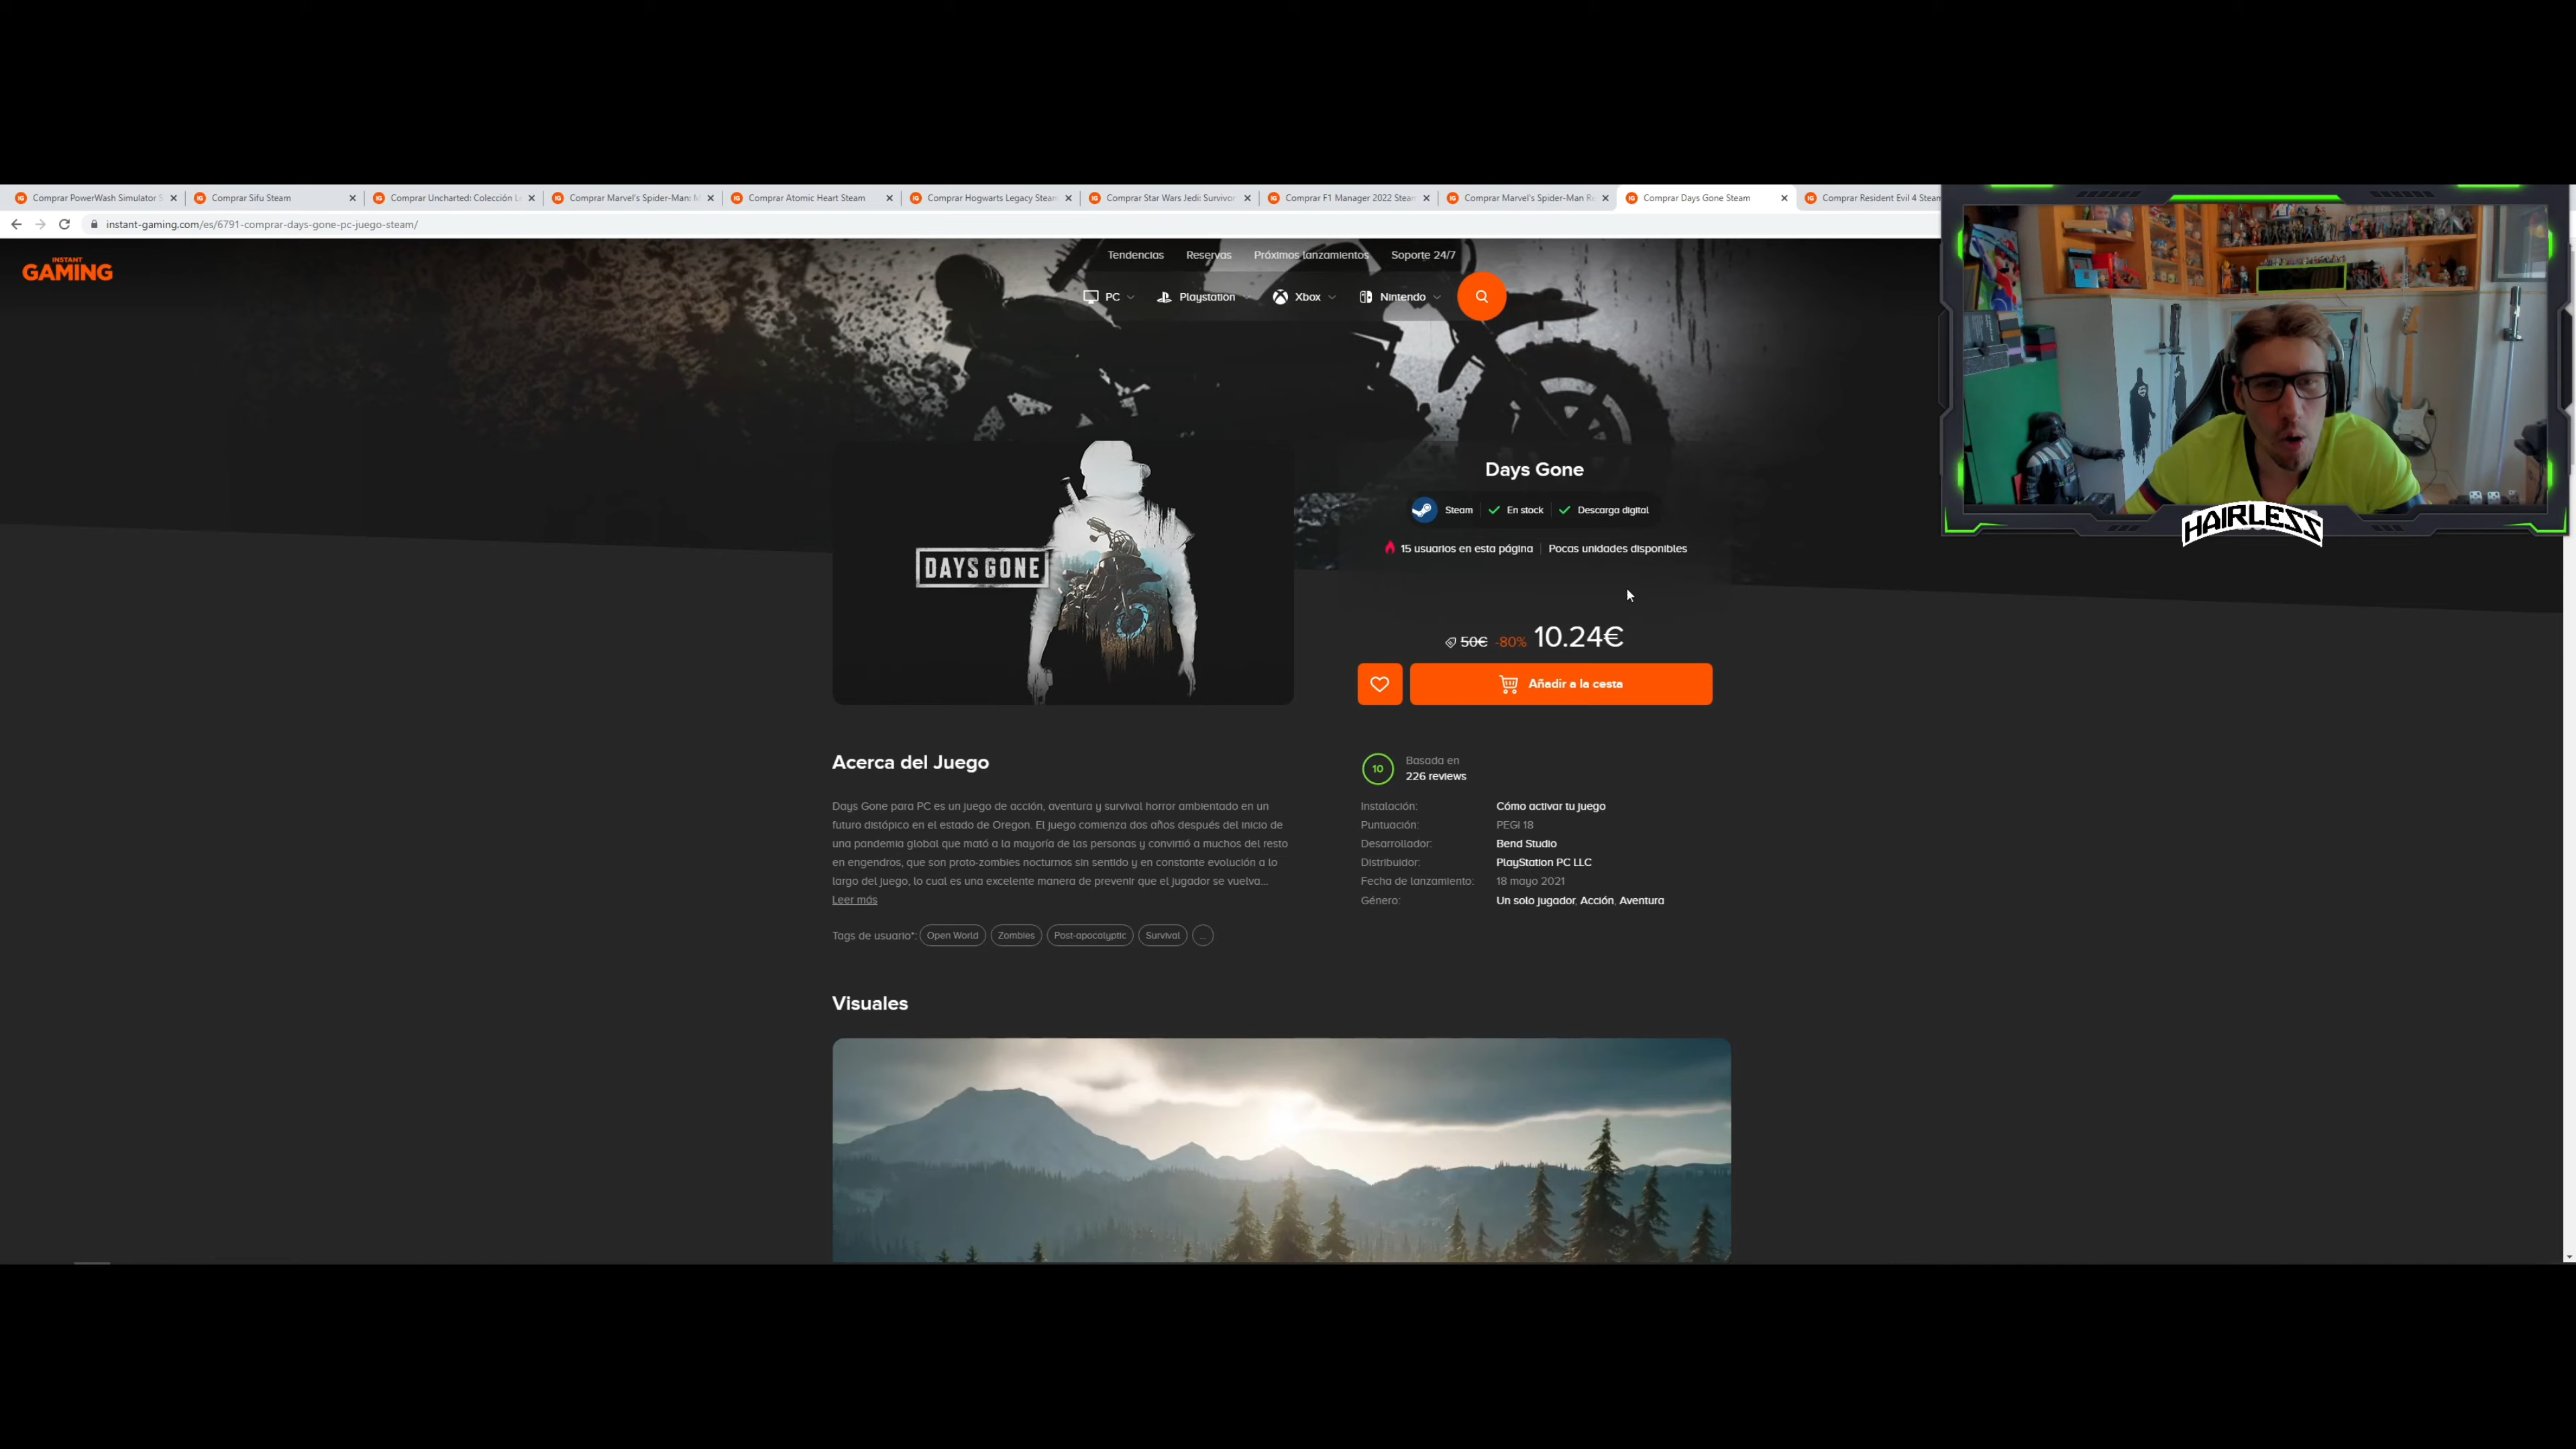 Comprar PowerWash Simulator S
Comprar Sifu Steam
Comprar Uncharted: Colección L
Comprar Marvel's Spider-Man: M
Comprar Atomic Heart Steam
Comprar Hogwarts Legacy Steam
Comprar Star Wars Jedi: Survivor
Comprar F1 Manager 2022 Steam
Comprar Marvel's Spider-Man R
Comprar Days Gone Steam
Comprar Resident Evil 4 Steam
instant-gaming.com/es/6791-comprar-days-gone-pc-juego-steam/
INSTANT
GAMING
Tendencias Reservas Próximos lanzamientos Soporte 24/7
PC Playstation Xbox Nintendo
HAIRLESS
DAYS GONE
Days Gone
Steam En stock Descarga digital
15 usuarios en esta página Pocas unidades disponibles
50€ -80% 10.24€
Añadir a la cesta
Acerca del Juego
Days Gone para PC es un juego de acción, aventura y survival horror ambientado en un
futuro distópico en el estado de Oregon. El juego comienza dos años después del inicio de
una pandemia global que mató a la mayoría de las personas y convirtió a muchos del resto
en engendros, que son proto-zombies nocturnos sin sentido y en constante evolución a lo
largo del juego, lo cual es una excelente manera de prevenir que el jugador se vuelva...
Leer más
Tags de usuario*: Open World Zombies Post-apocalyptic Survival ...
10 Basada en
226 reviews
Instalación: Cómo activar tu juego
Puntuación: PEGI 18
Desarrollador: Bend Studio
Distribuidor: PlayStation PC LLC
Fecha de lanzamiento: 18 mayo 2021
Género: Un solo jugador, Acción, Aventura
Visuales